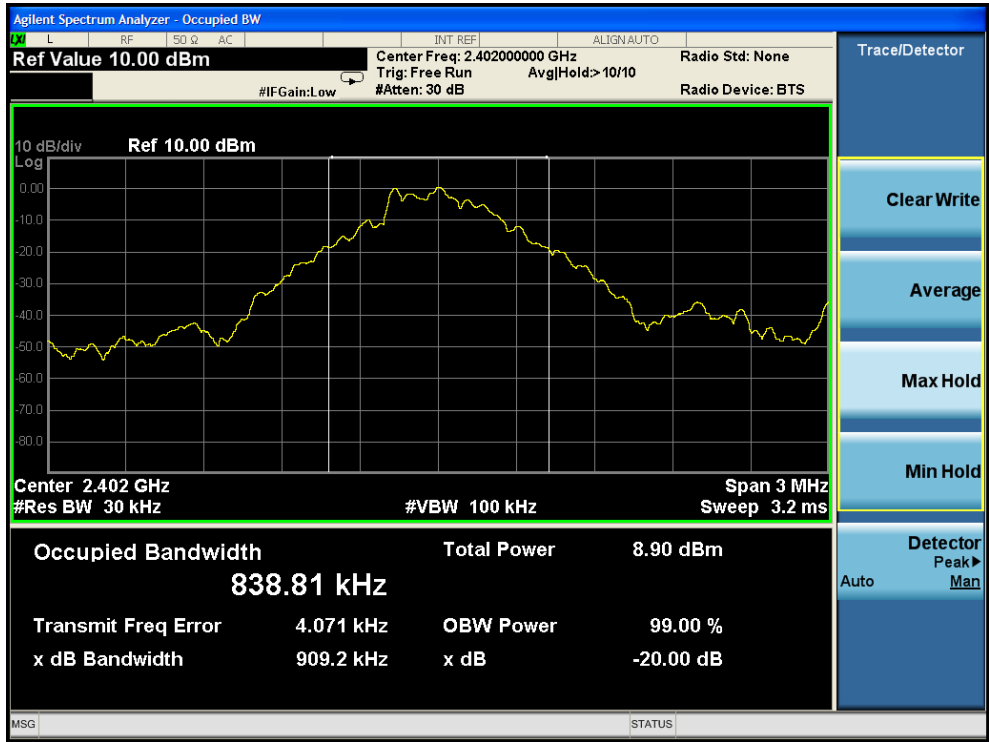 Agilent Spectrum Analyzer - Occupied BW
LXI L RF 50 Ω AC INT REF ALIGN AUTO
Ref Value 10.00 dBm
Center Freq: 2.402000000 GHz
Radio Std: None
Trig: Free Run Avg|Hold:> 10/10
#IFGain:Low
#Atten: 30 dB
Radio Device: BTS
10 dB/div Ref 10.00 dBm
Log
0.00
-10.0
-20.0
-30.0
-40.0
-50.0
-60.0
-70.0
-80.0
Center 2.402 GHz Span 3 MHz
#Res BW 30 kHz #VBW 100 kHz Sweep 3.2 ms
Occupied Bandwidth Total Power 8.90 dBm
838.81 kHz
Transmit Freq Error 4.071 kHz OBW Power 99.00 %
x dB Bandwidth 909.2 kHz x dB -20.00 dB
MSG STATUS
Trace/Detector
Clear Write
Average
Max Hold
Min Hold
Detector
Peak▶
Auto Man